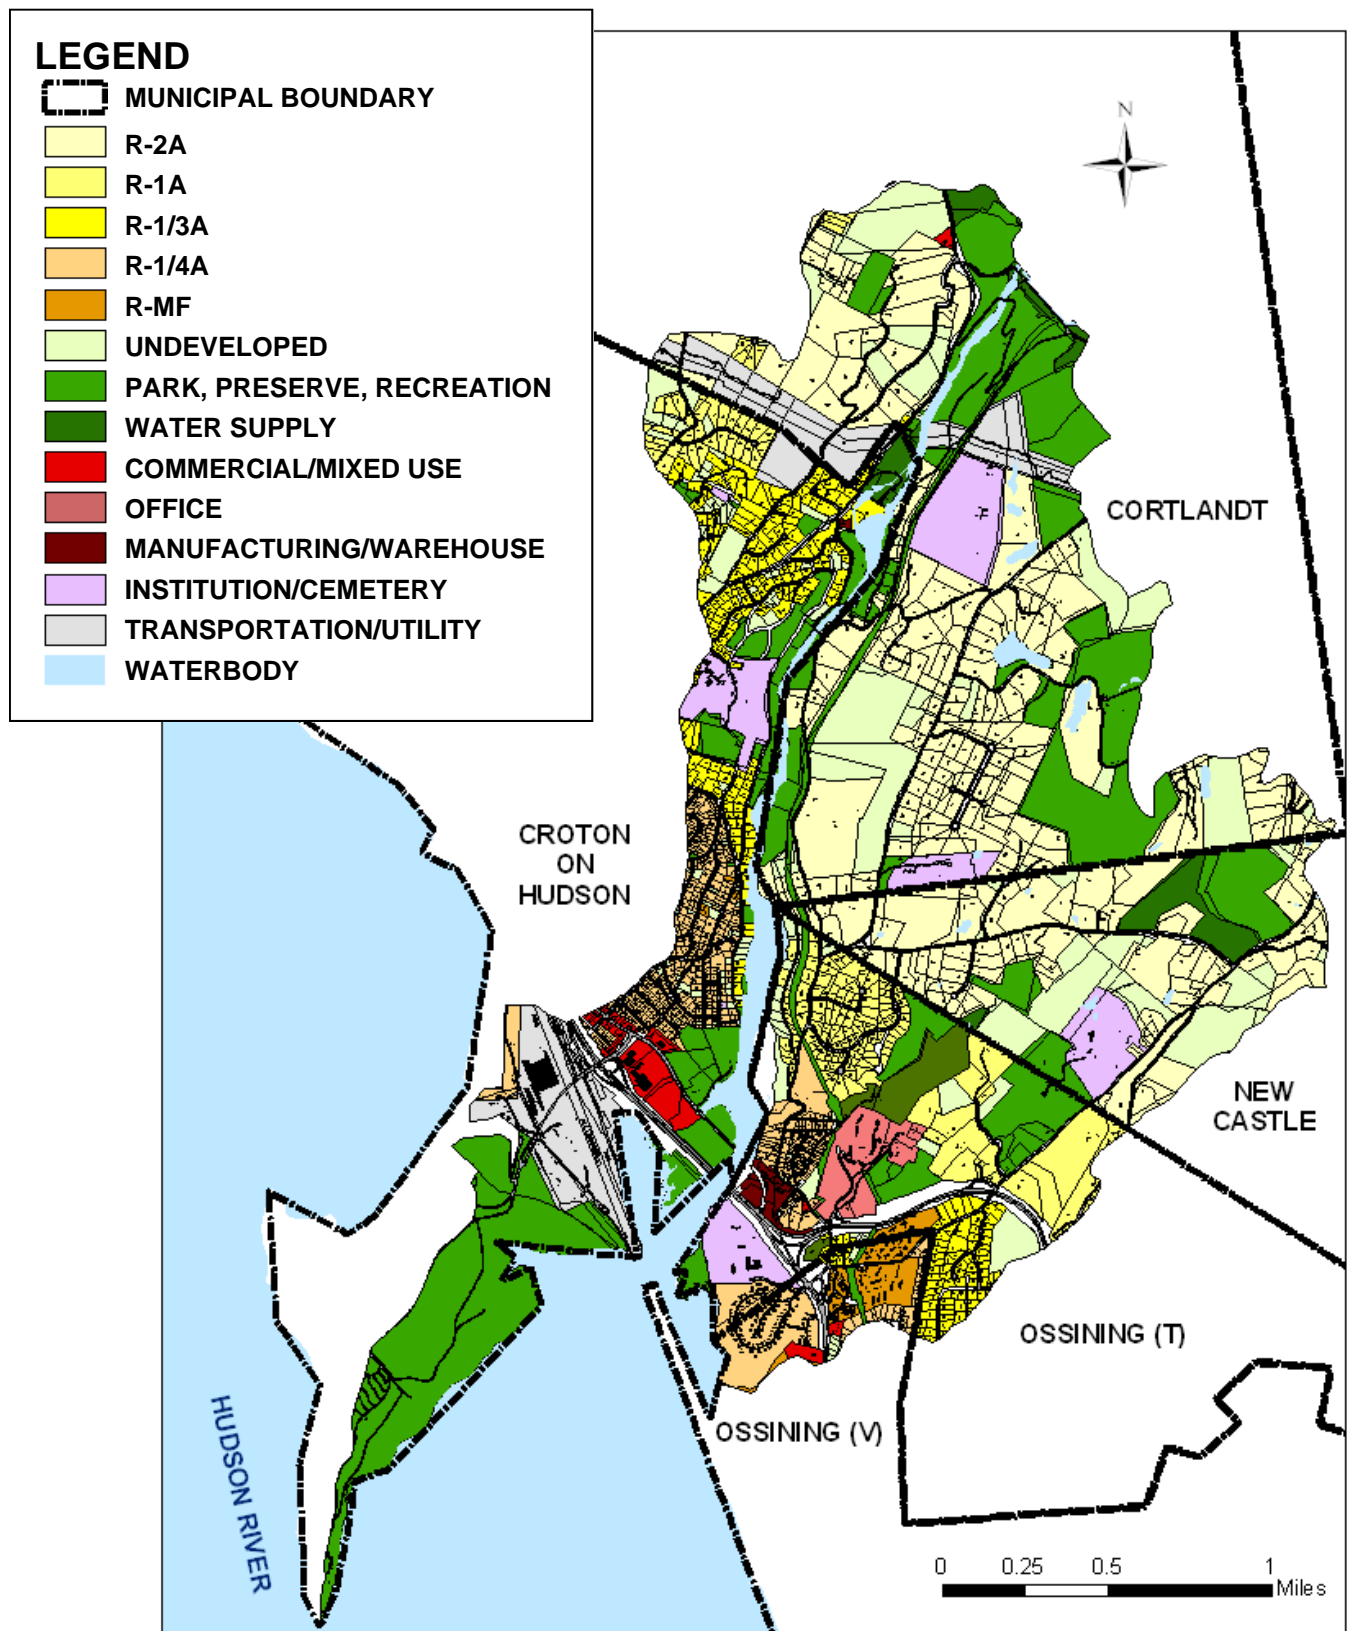 LEGEND
MUNICIPAL BOUNDARY
R-2A
R-1A
R-1/3A
R-1/4A
R-MF
UNDEVELOPED
PARK, PRESERVE, RECREATION
WATER SUPPLY
COMMERCIAL/MIXED USE
OFFICE
MANUFACTURING/WAREHOUSE
INSTITUTION/CEMETERY
TRANSPORTATION/UTILITY
WATERBODY
N
CORTLANDT
CROTON
ON
HUDSON
NEW
CASTLE
OSSINING (T)
OSSINING (V)
HUDSON RIVER
0 0.25 0.5 1
Miles